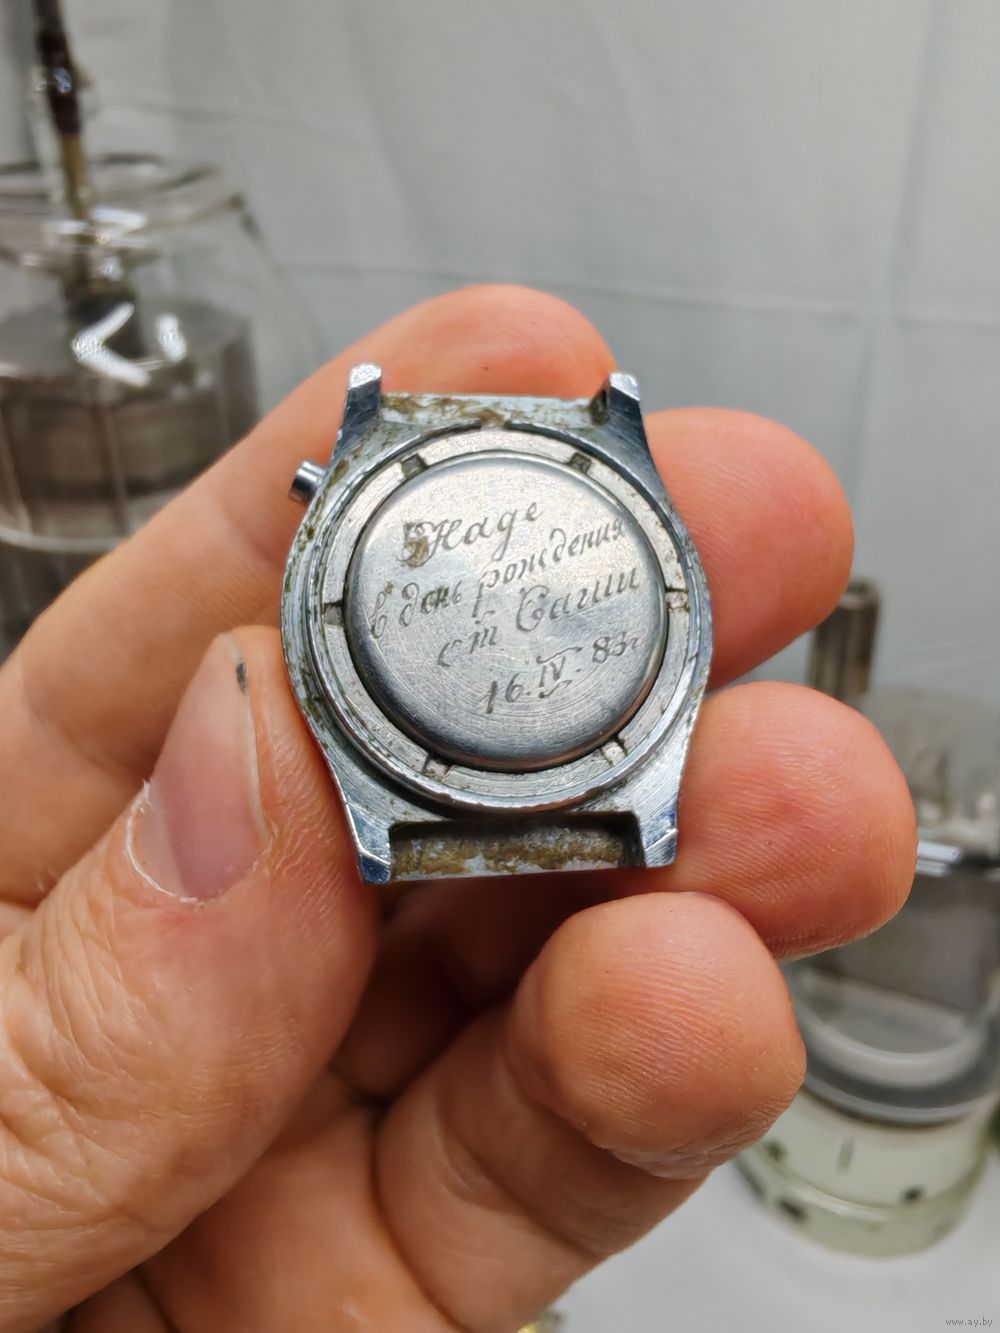 Наде
в день рождения
от Саши
16.IV.83г
www.ay.by